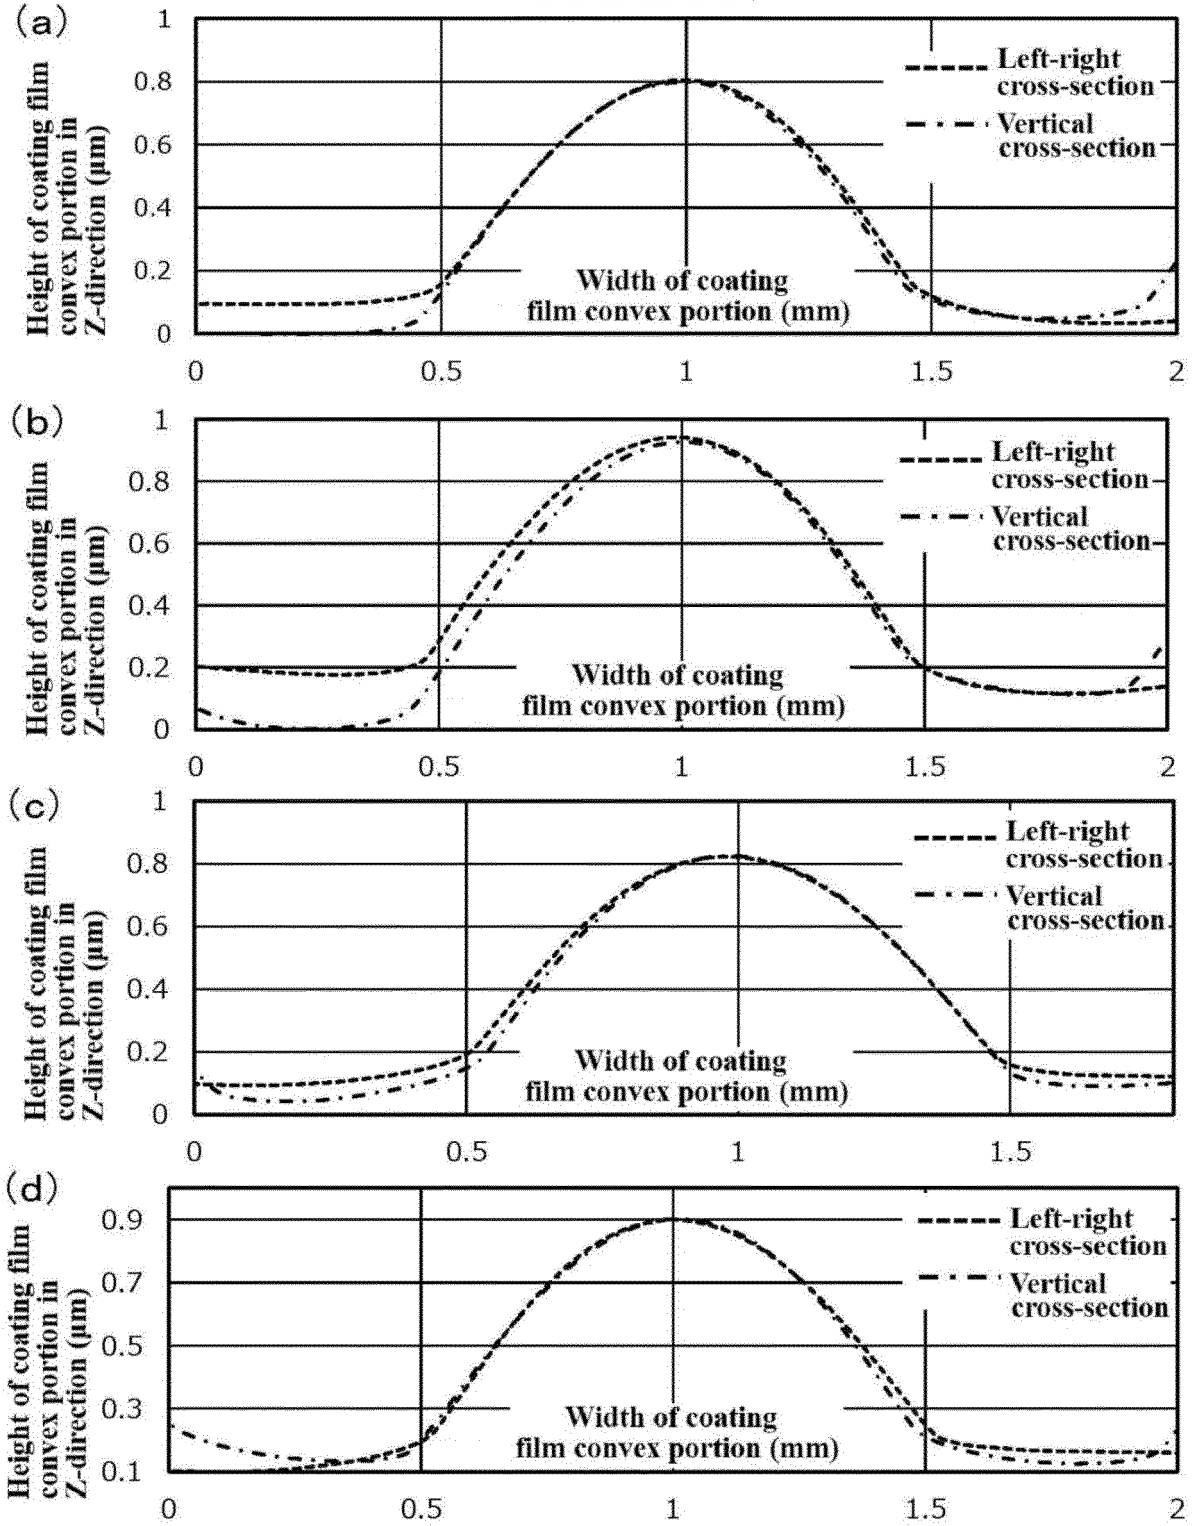 (a)
Height of coating film
convex portion in
Z-direction (μm)
1
0.8
0.6
0.4
0.2
0
Left-right
cross-section
Vertical
cross-section
Width of coating
film convex portion (mm)
0 0.5 1 1.5 2
(b)
Height of coating film
convex portion in
Z-direction (μm)
1
0.8
0.6
0.4
0.2
0
Left-right
cross-section
Vertical
cross-section
Width of coating
film convex portion (mm)
0 0.5 1 1.5 2
(c)
Height of coating film
convex portion in
Z-direction (μm)
1
0.8
0.6
0.4
0.2
0
Left-right
cross-section
Vertical
cross-section
Width of coating
film convex portion (mm)
0 0.5 1 1.5
(d)
Height of coating film
convex portion in
Z-direction (μm)
0.9
0.7
0.5
0.3
0.1
Left-right
cross-section
Vertical
cross-section
Width of coating
film convex portion (mm)
0 0.5 1 1.5 2